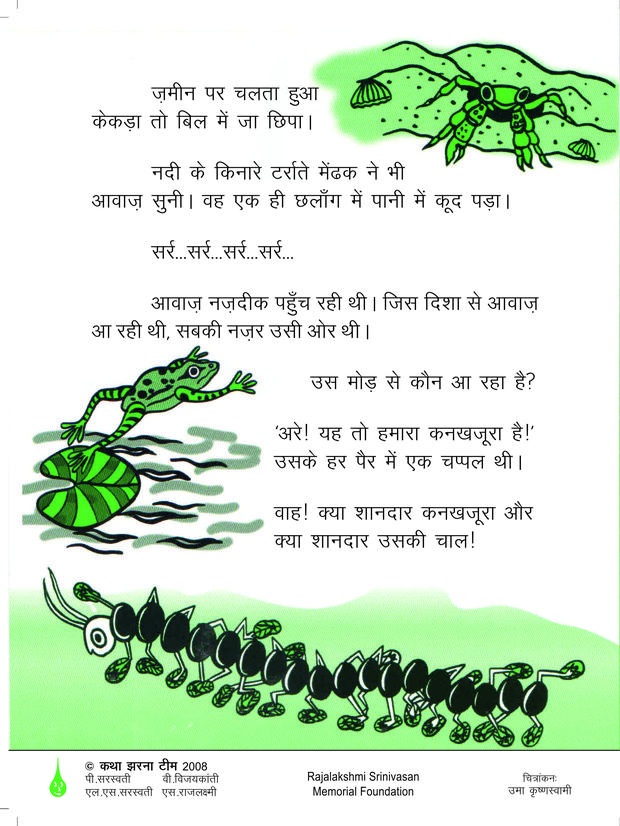 ज़मीन पर चलता हुआ
केकड़ा तो बिल में जा छिपा।
नदी के किनारे टर्राते मेंढक ने भी
आवाज़ सुनी। वह एक ही छलाँग में पानी में कूद पड़ा।
सर्र...सर्र...सर्र...सर्र...
आवाज़ नज़दीक पहुँच रही थी। जिस दिशा से आवाज़
आ रही थी, सबकी नज़र उसी ओर थी।
उस मोड़ से कौन आ रहा है?
‘अरे! यह तो हमारा कनखजूरा है!’
उसके हर पैर में एक चप्पल थी।
वाह! क्या शानदार कनखजूरा और
क्या शानदार उसकी चाल!
© कथा झरना टीम 2008
पी.सरस्वती वी.विजयकांती
एल.एस.सरस्वती एस.राजलक्ष्मी
Rajalakshmi Srinivasan
Memorial Foundation
चित्रांकनः
उमा कृष्णस्वामी